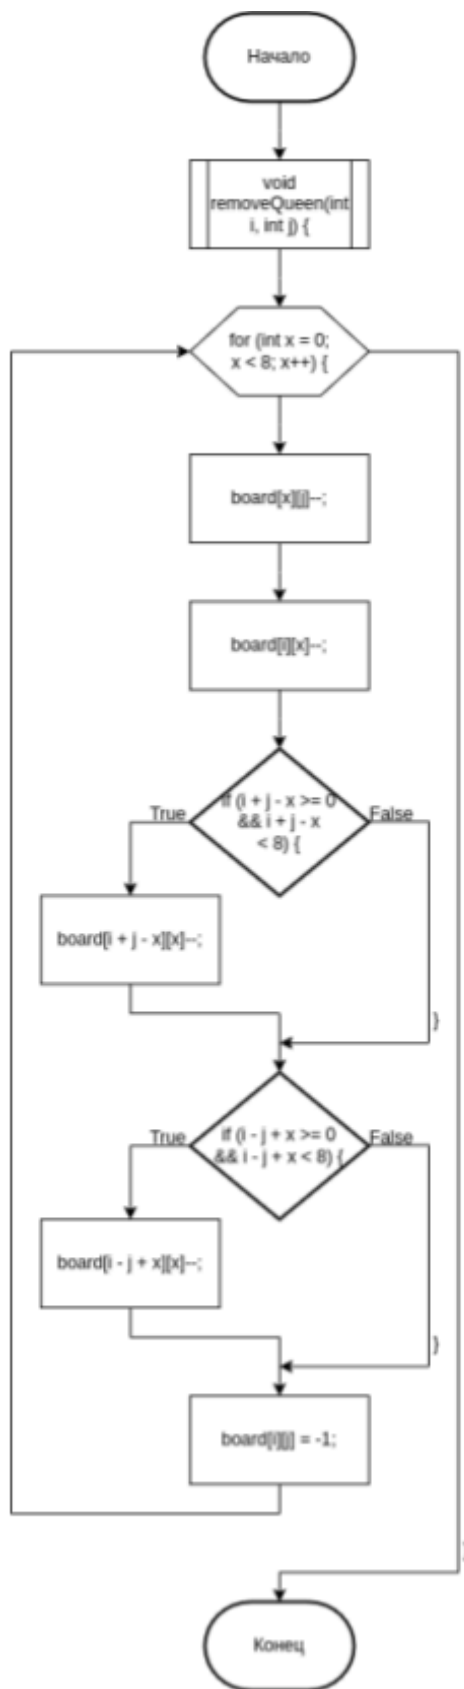 Начало
void
removeQueen(int
i, int j) {
for (int x = 0;
x < 8; x++) {
board[x][j]--;
board[i][x]--;
if (i + j - x >= 0
&& i + j - x
< 8) {
True
False
board[i + j - x][x]--;
}
if (i - j + x >= 0
&& i - j + x < 8) {
True
False
board[i - j + x][x]--;
}
board[i][j] = -1;
Конец